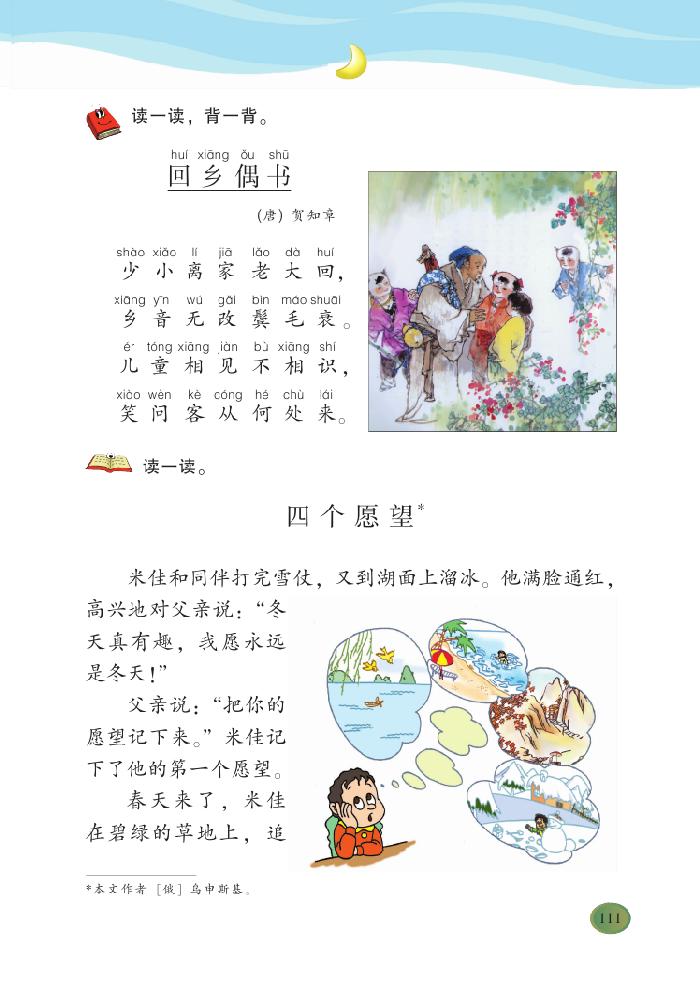 读一读，背一背。
huí xiāng ǒu shū
回乡偶书
（唐）贺知章
shào xiǎo lí jiā lǎo dà huí
少小离家老大回，
xiāng yīn wú gǎi bìn máo shuāi
乡音无改鬓毛衰。
ér tóng xiāng jiàn bù xiāng shí
儿童相见不相识，
xiào wèn kè cóng hé chù lái
笑问客从何处来。
读一读。
四个愿望*
米佳和同伴打完雪仗，又到湖面上溜冰。他满脸通红，
高兴地对父亲说：“冬
天真有趣，我愿永远
是冬天！”
父亲说：“把你的
愿望记下来。”米佳记
下了他的第一个愿望。
春天来了，米佳
在碧绿的草地上，追
*本文作者［俄］乌申斯基。
111